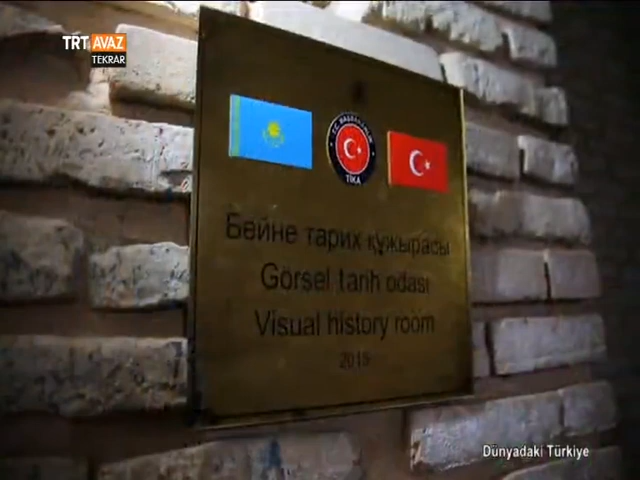 TRT AVAZ
TEKRAR
T.C. BAŞBAKANLIK
TİKA
Бейне тарих құжырасы
Görsel tarih odası
Visual history room
2015
Dünyadaki Türkiye